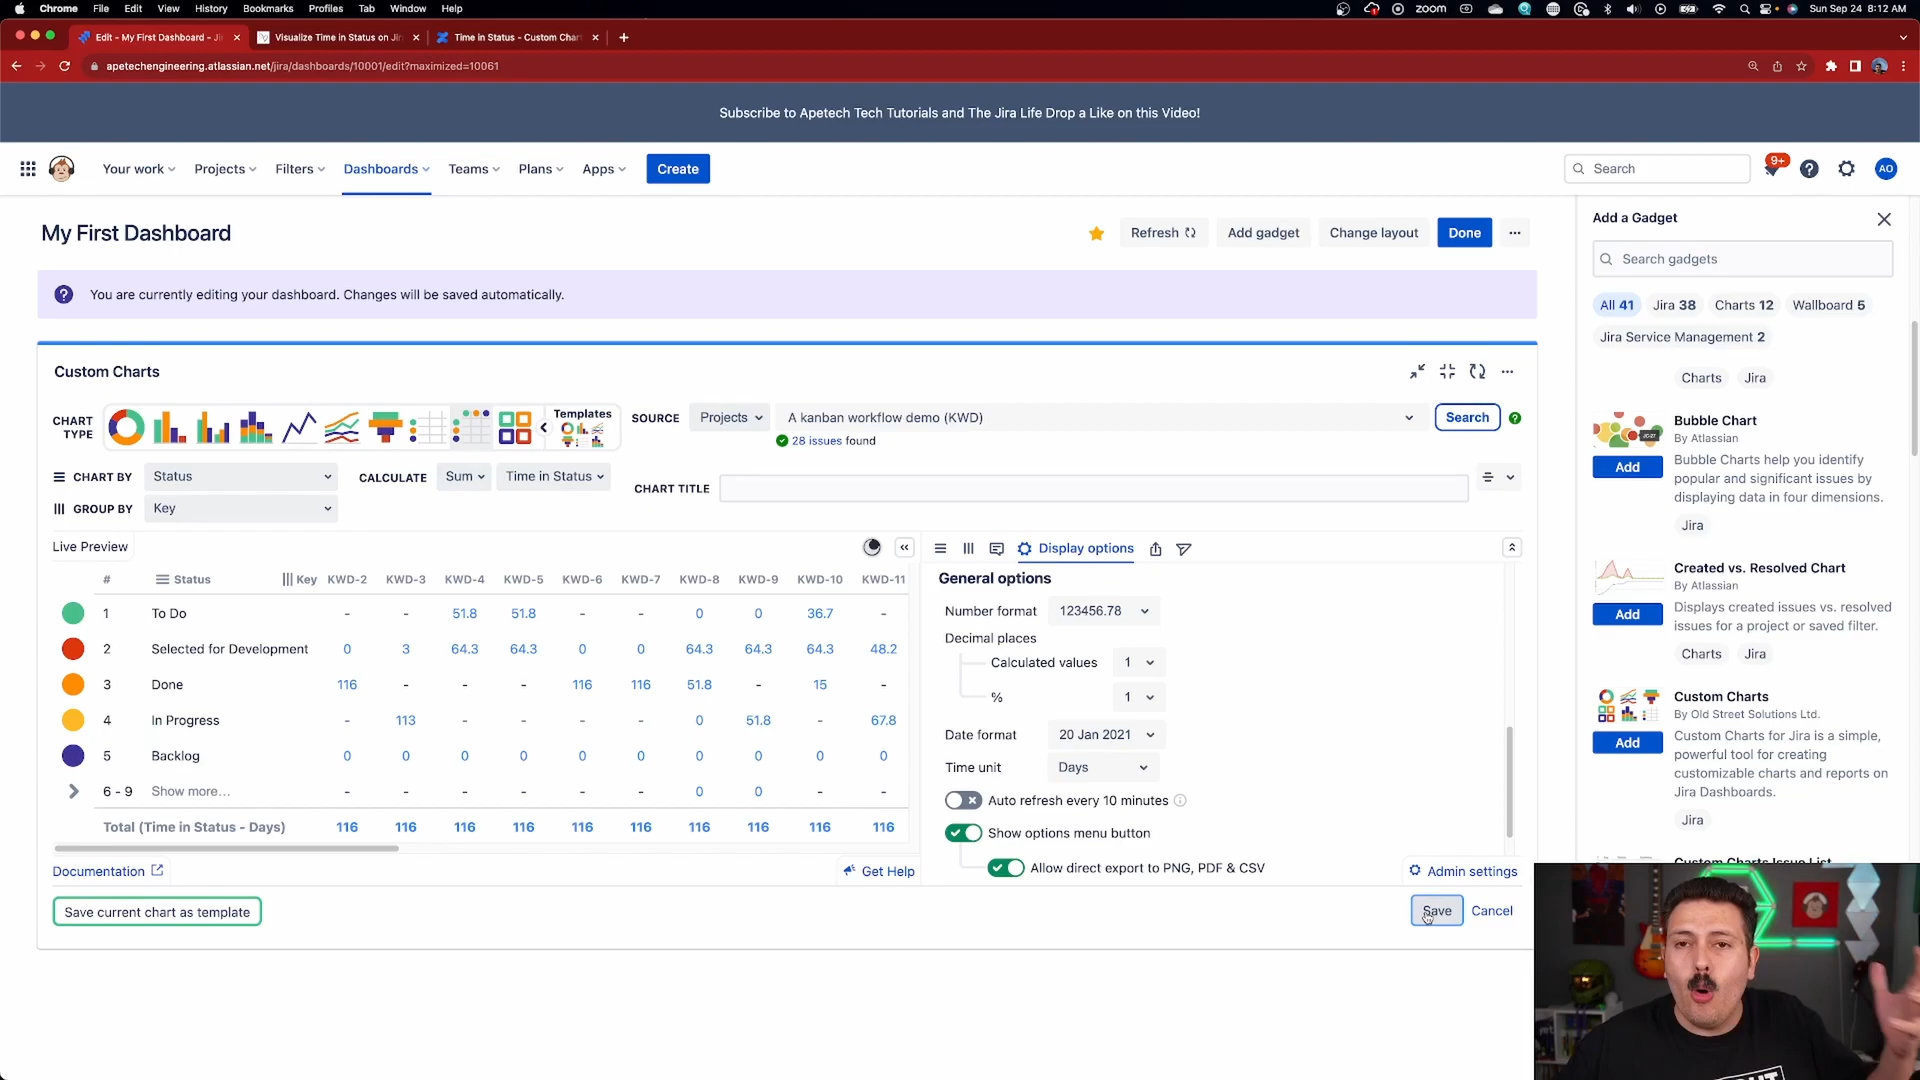 Chrome File Edit View History Bookmarks Profiles Tab Window Help
zoom
Sun Sep 24 8:12 AM
Edit - My First Dashboard - Ji
Visualize Time in Status on Jir
Time in Status - Custom Char
apetechengineering.atlassian.net/jira/dashboards/10001/edit?maximized=10061
Subscribe to Apetech Tech Tutorials and The Jira Life Drop a Like on this Video!
Your work Projects Filters Dashboards Teams Plans Apps Create
Search
9+
AO
My First Dashboard
Refresh
Add gadget
Change layout
Done
You are currently editing your dashboard. Changes will be saved automatically.
Custom Charts
CHART TYPE
Templates
SOURCE Projects A kanban workflow demo (KWD) Search
28 issues found
CHART BY Status
CALCULATE Sum Time in Status
CHART TITLE
GROUP BY Key
Live Preview
# Status Key KWD-2 KWD-3 KWD-4 KWD-5 KWD-6 KWD-7 KWD-8 KWD-9 KWD-10 KWD-11
1 To Do - - 51.8 51.8 - - 0 0 36.7 -
2 Selected for Development 0 3 64.3 64.3 0 0 64.3 64.3 64.3 48.2
3 Done 116 - - - 116 116 51.8 - 15 -
4 In Progress - 113 - - - - 0 51.8 - 67.8
5 Backlog 0 0 0 0 0 0 0 0 0 0
6 - 9 Show more... - - - - - - 0 0 - -
Total (Time in Status - Days) 116 116 116 116 116 116 116 116 116 116
Documentation
Get Help
Save current chart as template
Display options
General options
Number format 123456.78
Decimal places
Calculated values 1
% 1
Date format 20 Jan 2021
Time unit Days
Auto refresh every 10 minutes
Show options menu button
Allow direct export to PNG, PDF & CSV
Admin settings
Save
Cancel
Add a Gadget
Search gadgets
All 41 Jira 38 Charts 12 Wallboard 5
Jira Service Management 2
Charts Jira
Bubble Chart
By Atlassian
Add
Bubble Charts help you identify
popular and significant issues by
displaying data in four dimensions.
Jira
Created vs. Resolved Chart
By Atlassian
Add
Displays created issues vs. resolved
issues for a project or saved filter.
Charts Jira
Custom Charts
By Old Street Solutions Ltd.
Add
Custom Charts for Jira is a simple,
powerful tool for creating
customizable charts and reports on
Jira Dashboards.
Jira
Custom Charts Issue List